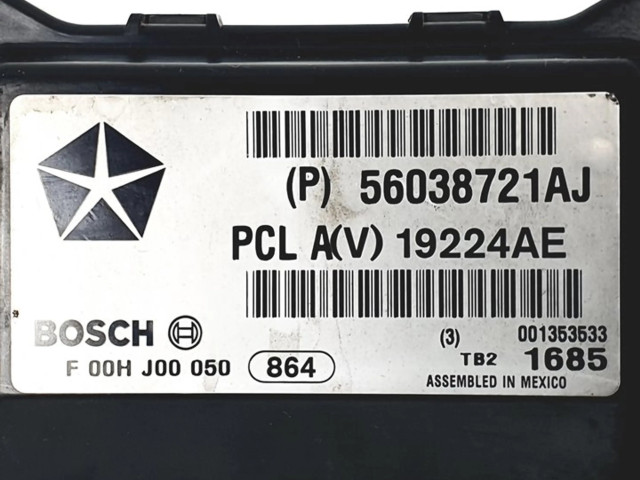 (P) 56038721AJ
PCL A(V) 19224AE
BOSCH
(3) 001353533
F 00H J00 050 864 TB2 1685
ASSEMBLED IN MEXICO